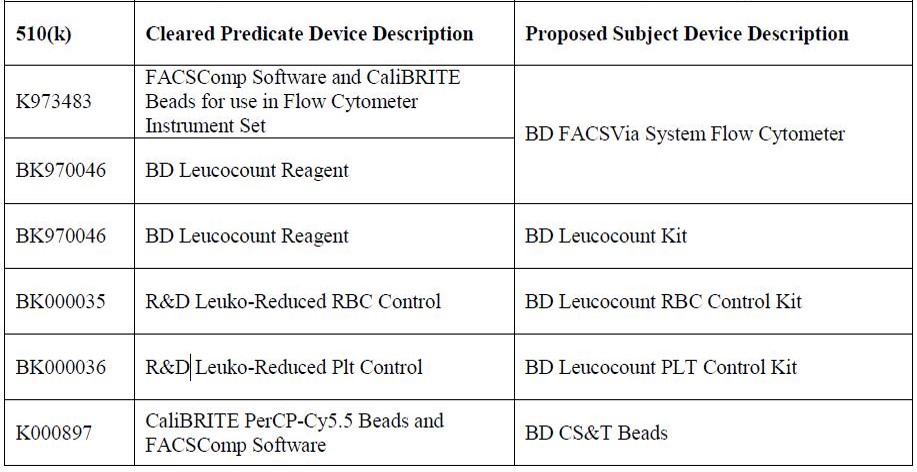 510(k) Cleared Predicate Device Description Proposed Subject Device Description
K973483 FACSComp Software and CaliBRITE
Beads for use in Flow Cytometer
Instrument Set
BD FACSVia System Flow Cytometer
BK970046 BD Leucocount Reagent
BK970046 BD Leucocount Reagent BD Leucocount Kit
BK000035 R&D Leuko-Reduced RBC Control BD Leucocount RBC Control Kit
BK000036 R&D Leuko-Reduced Plt Control BD Leucocount PLT Control Kit
K000897 CaliBRITE PerCP-Cy5.5 Beads and
FACSComp Software
BD CS&T Beads